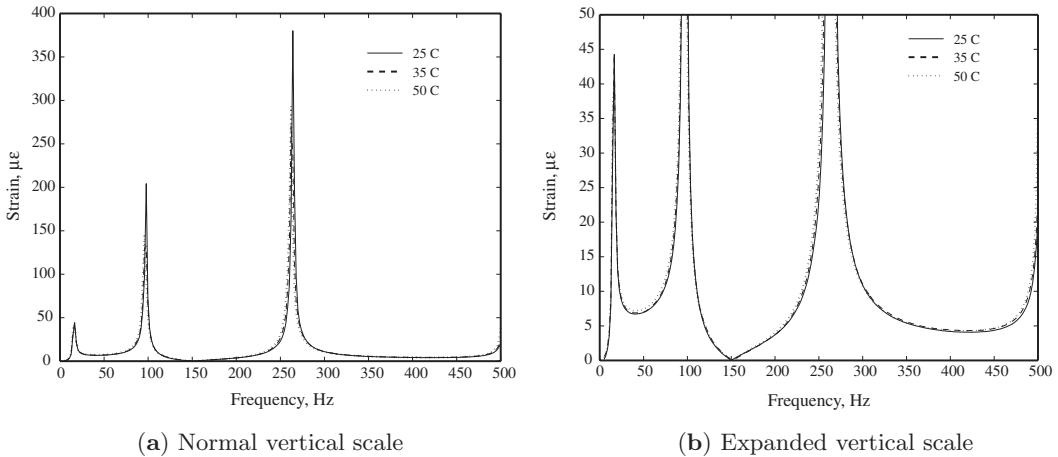 400
350
300
250
200
150
100
50
0
Strain, με
25 C
35 C
50 C
0 50 100 150 200 250 300 350 400 450 500
Frequency, Hz
(a) Normal vertical scale
50
45
40
35
30
25
20
15
10
5
0
Strain, με
25 C
35 C
50 C
0 50 100 150 200 250 300 350 400 450 500
Frequency, Hz
(b) Expanded vertical scale